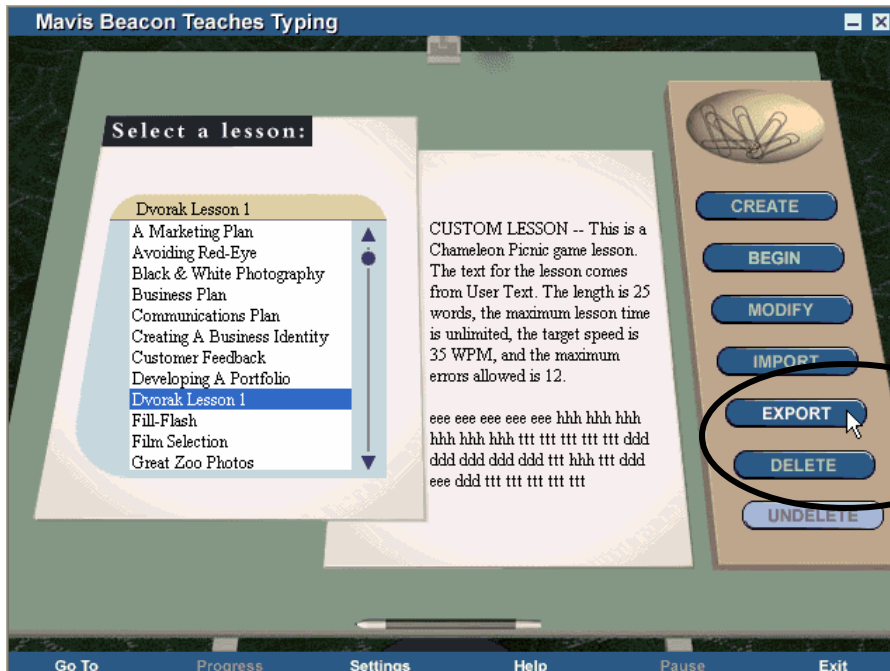 Mavis Beacon Teaches Typing
Select a lesson:
Dvorak Lesson 1
A Marketing Plan
Avoiding Red-Eye
Black & White Photography
Business Plan
Communications Plan
Creating A Business Identity
Customer Feedback
Developing A Portfolio
Dvorak Lesson 1
Fill-Flash
Film Selection
Great Zoo Photos
CUSTOM LESSON -- This is a
Chameleon Picnic game lesson.
The text for the lesson comes
from User Text. The length is 25
words, the maximum lesson time
is unlimited, the target speed is
35 WPM, and the maximum
errors allowed is 12.
eee eee eee eee eee hhh hhh hhh
hhh hhh hhh ttt ttt ttt ttt ttt ddd
ddd ddd ddd ddd ttt hhh ttt ddd
eee ddd ttt ttt ttt ttt ttt
CREATE
BEGIN
MODIFY
IMPORT
EXPORT
DELETE
UNDELETE
Go To
Progress
Settings
Help
Pause
Exit